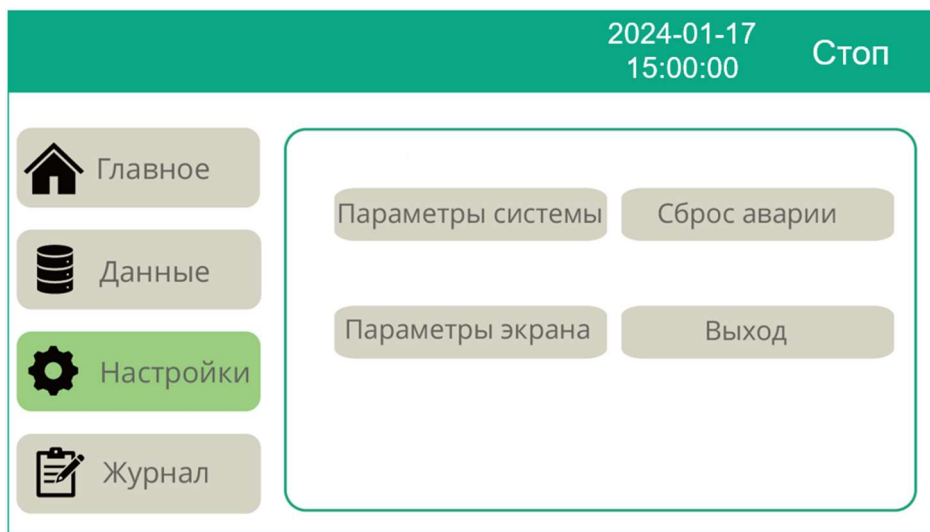 2024-01-17
15:00:00
Стоп
Главное
Данные
Настройки
Журнал
Параметры системы
Сброс аварии
Параметры экрана
Выход